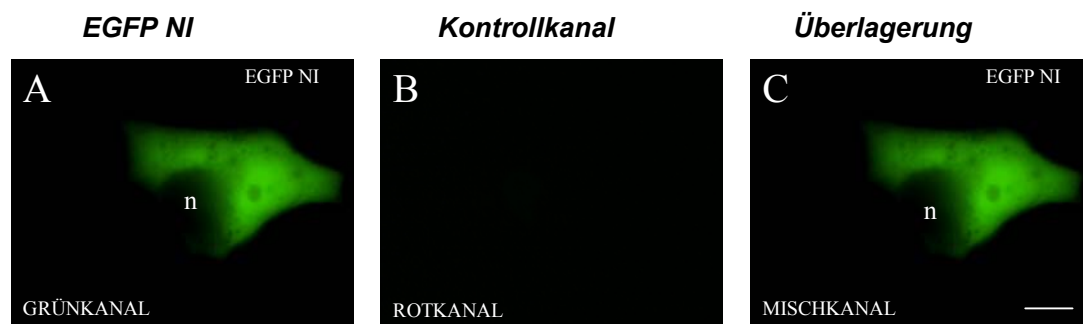 EGFP NI
Kontrollkanal
Überlagerung
A
EGFP NI
n
GRÜNKANAL
B
ROTKANAL
C
EGFP NI
n
MISCHKANAL